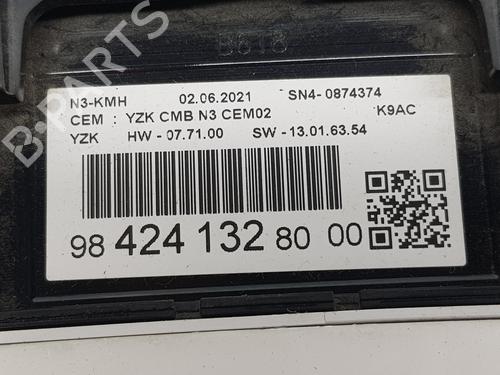 B618
N3-KMH 02.06.2021 SN4- 0874374
CEM : YZK CMB N3 CEM02 K9AC
YZK HW - 07.71.00 SW - 13.01.63.54
98 424 132 80 00
B-PARTS